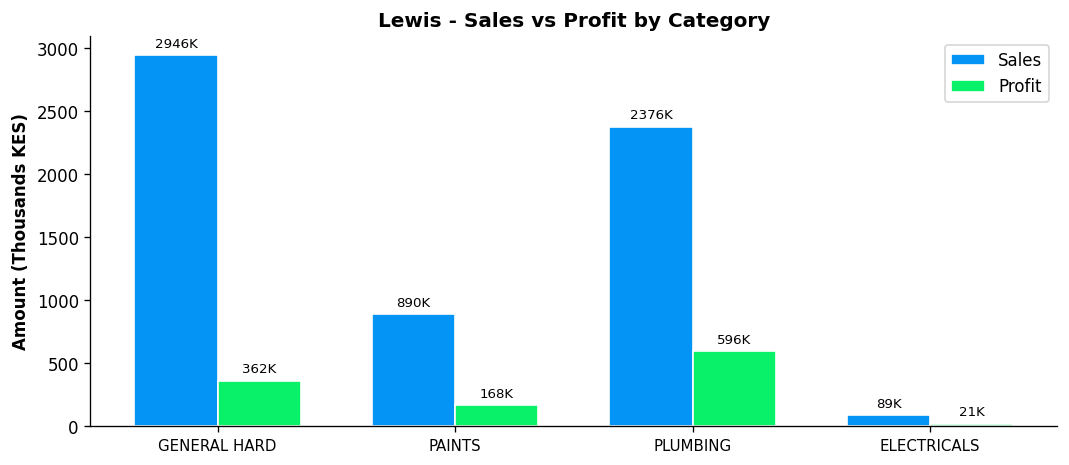 Lewis - Sales vs Profit by Category
Sales
Profit
Amount (Thousands KES)
3000
2500
2000
1500
1000
500
0
2946K
362K
890K
168K
2376K
596K
89K
21K
GENERAL HARD
PAINTS
PLUMBING
ELECTRICALS